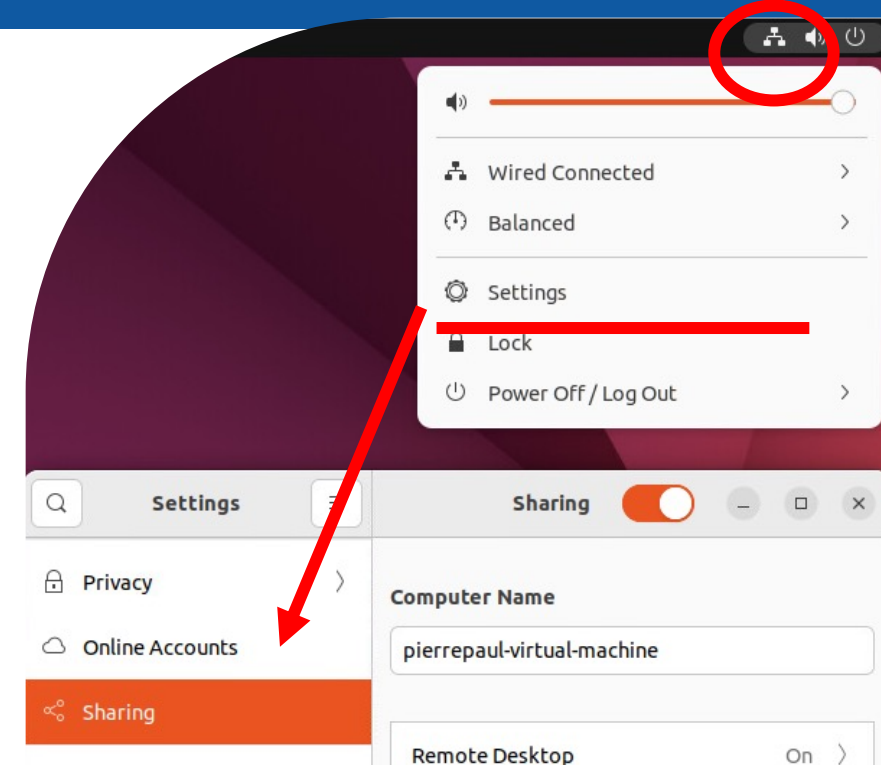 Wired Connected
Balanced
Settings
Lock
Power Off / Log Out
Settings
Sharing
Privacy
Computer Name
Online Accounts
pierrepaul-virtual-machine
Sharing
Remote Desktop
On